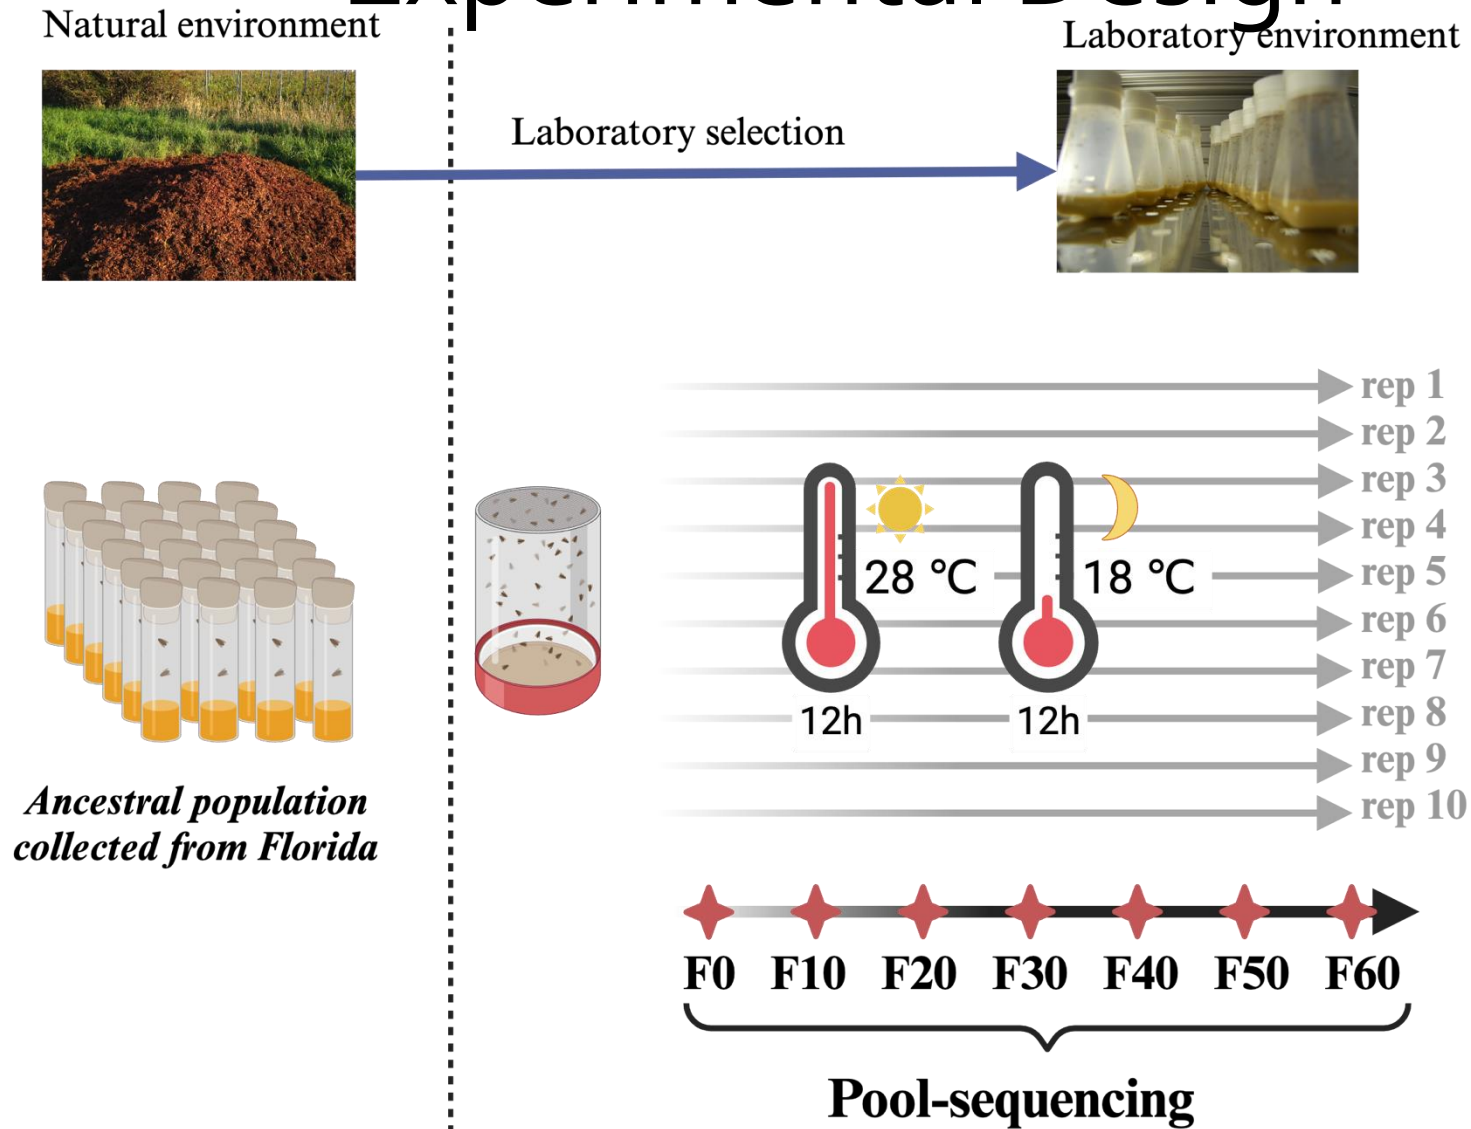 Experimental Design
Natural environment
Laboratory environment
Laboratory selection
rep 1
rep 2
rep 3
rep 4
28 °C
18 °C
rep 5
rep 6
rep 7
12h
12h
rep 8
rep 9
rep 10
Ancestral population
collected from Florida
F0 F10 F20 F30 F40 F50 F60
Pool-sequencing